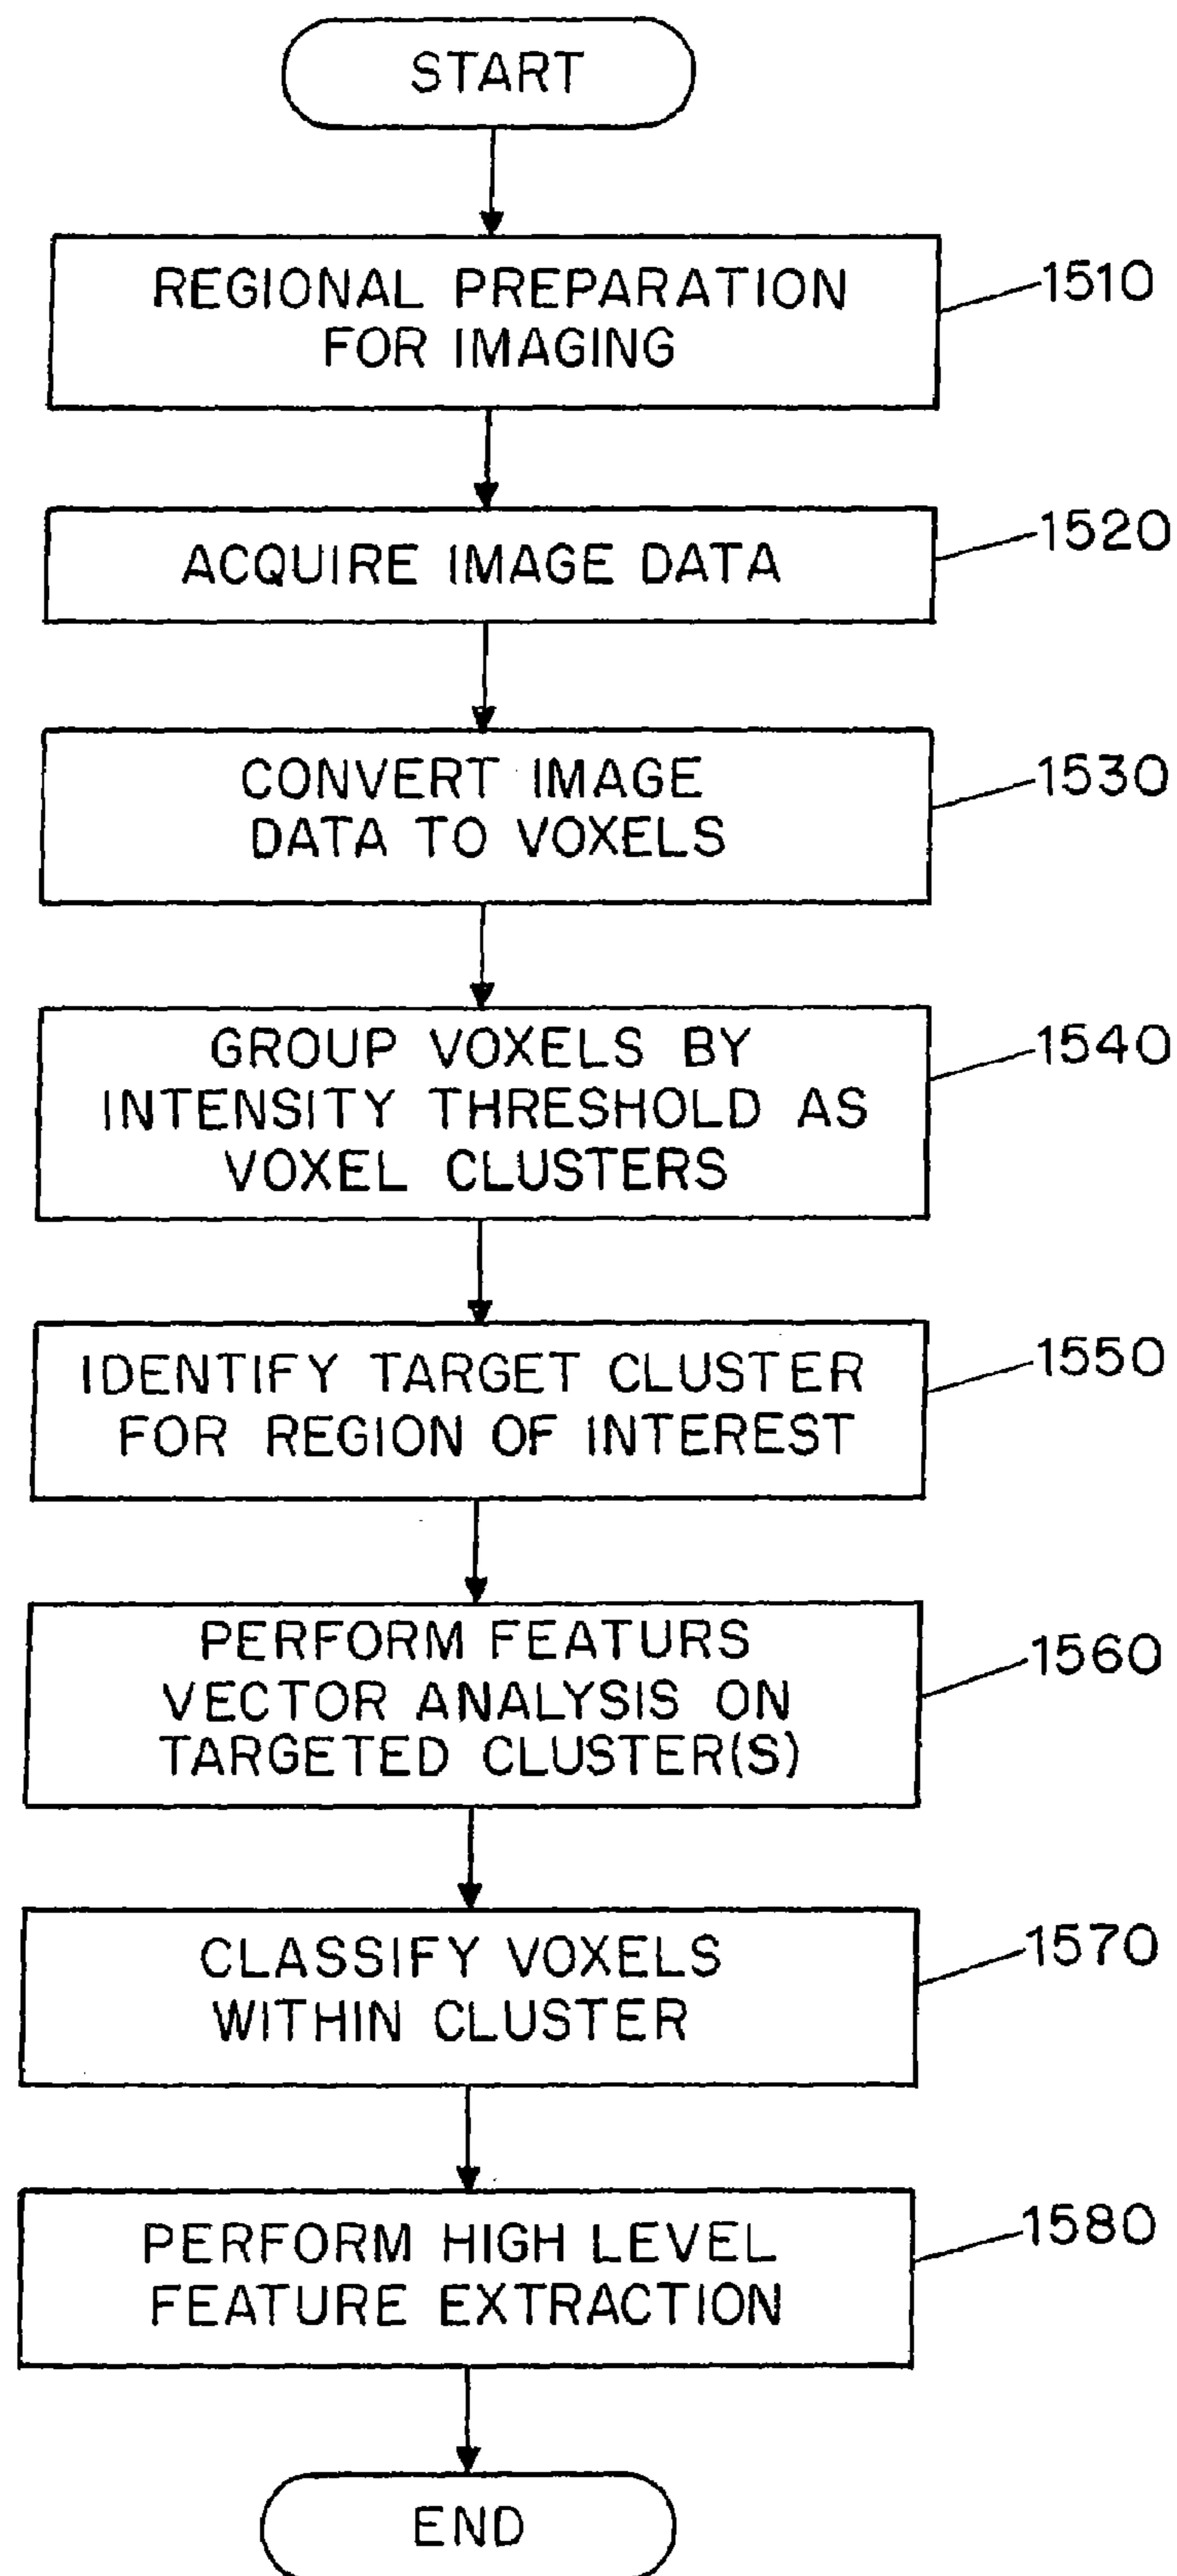 START
REGIONAL PREPARATION
FOR IMAGING
1510
ACQUIRE IMAGE DATA
1520
CONVERT IMAGE
DATA TO VOXELS
1530
GROUP VOXELS BY
INTENSITY THRESHOLD AS
VOXEL CLUSTERS
1540
IDENTIFY TARGET CLUSTER
FOR REGION OF INTEREST
1550
PERFORM FEATURS
VECTOR ANALYSIS ON
TARGETED CLUSTER(S)
1560
CLASSIFY VOXELS
WITHIN CLUSTER
1570
PERFORM HIGH LEVEL
FEATURE EXTRACTION
1580
END